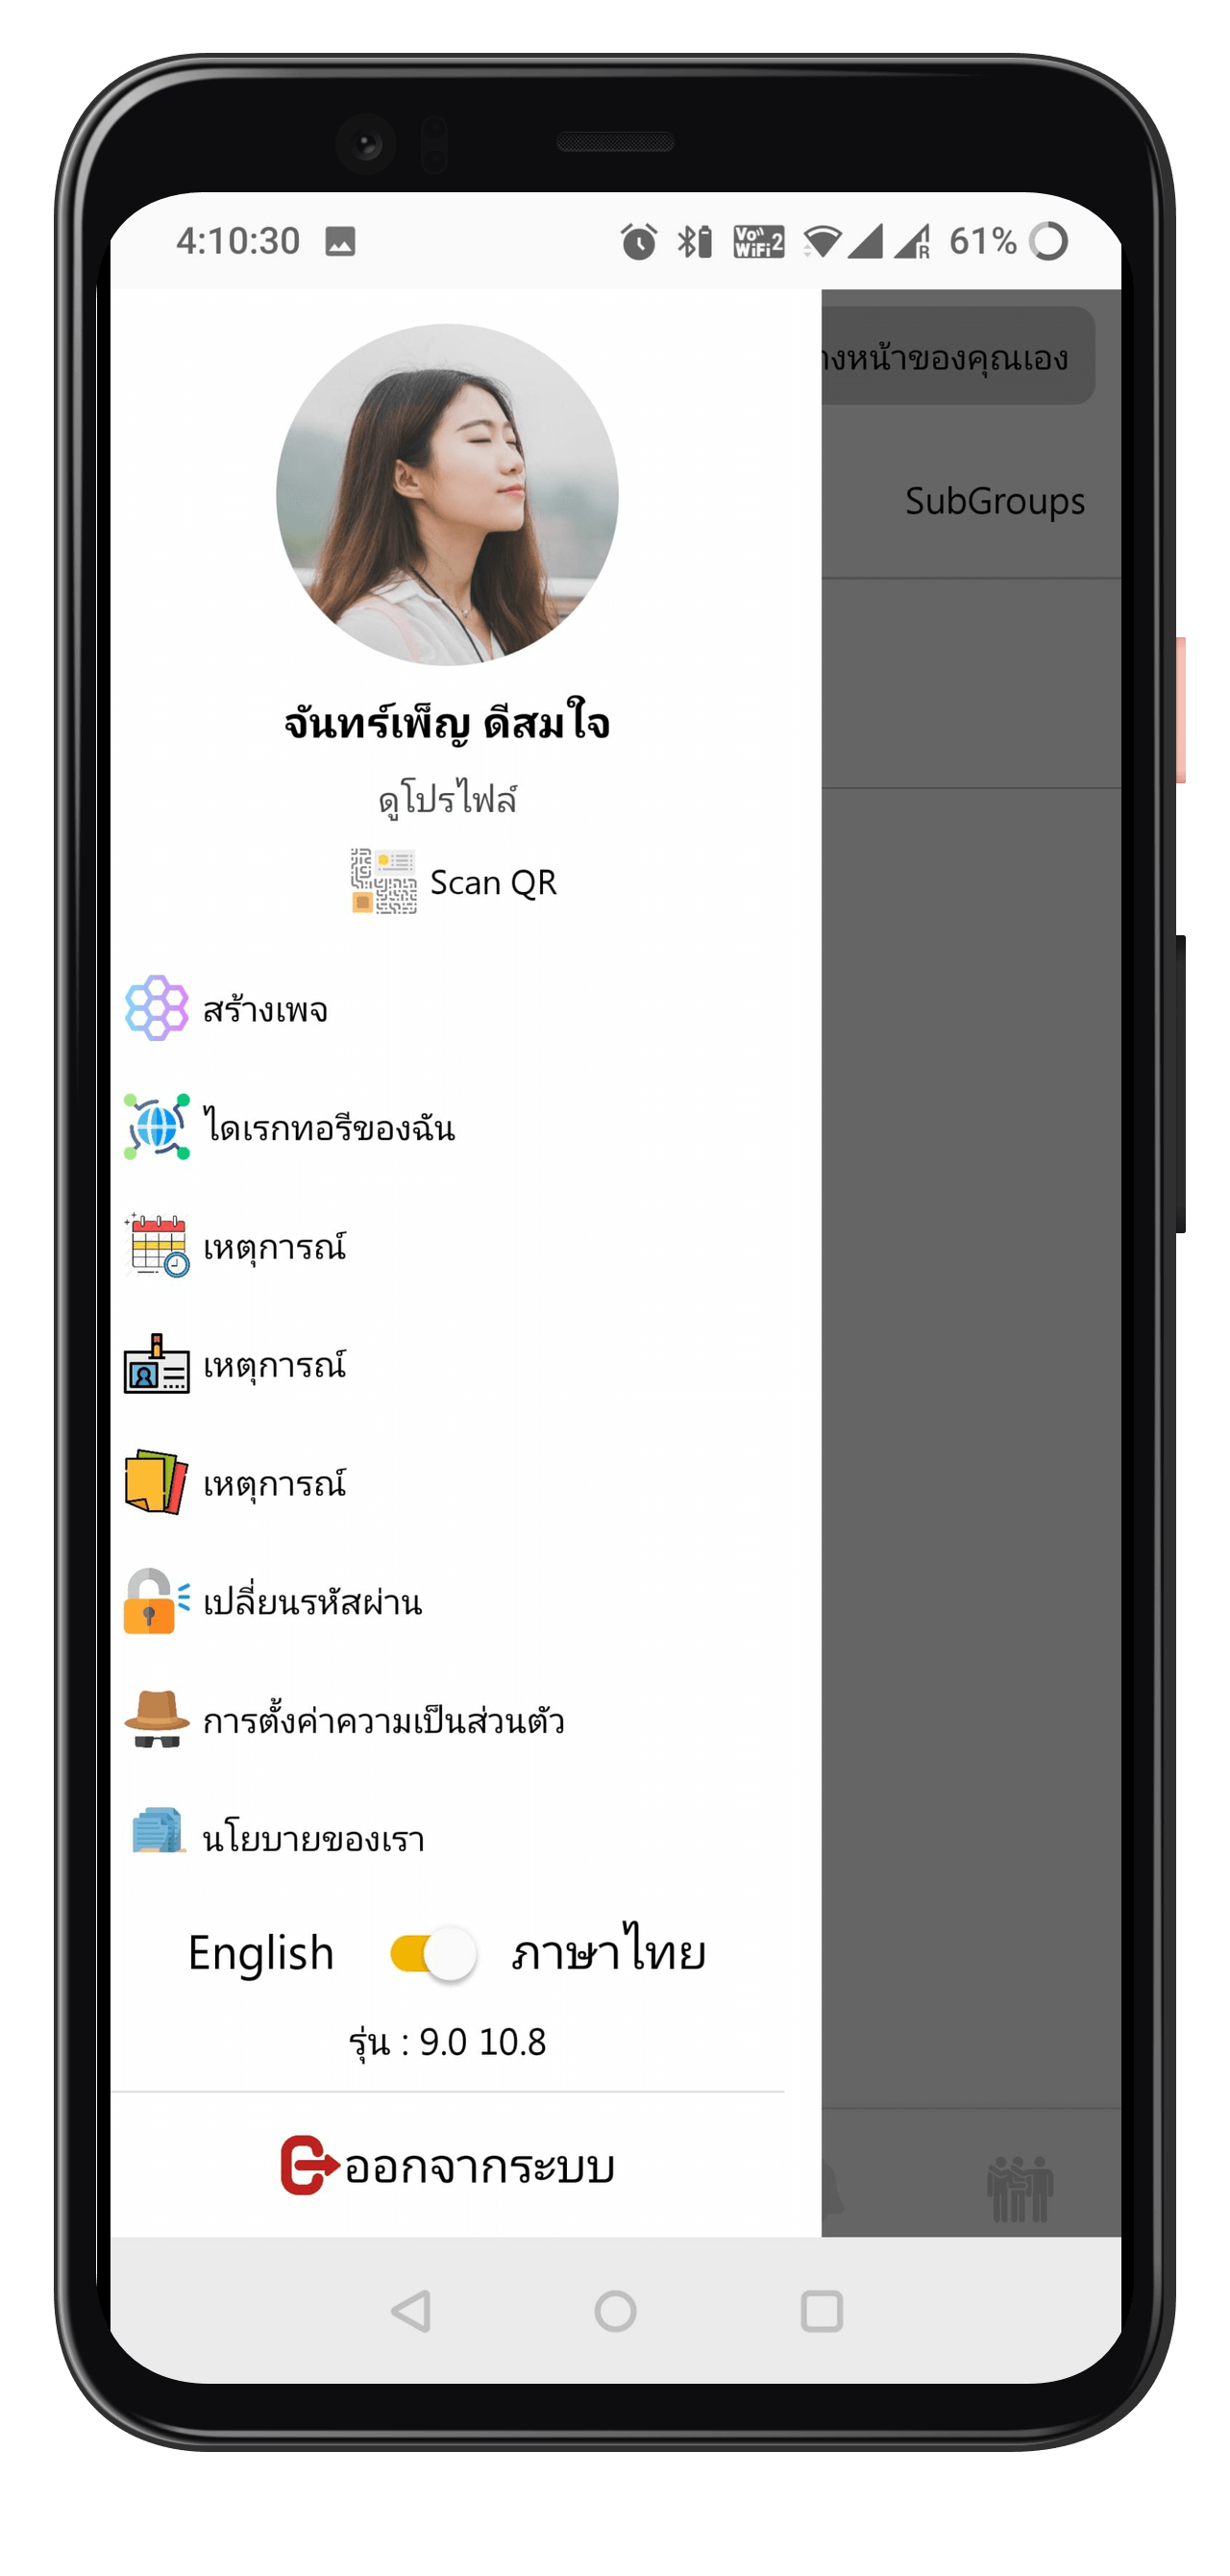 4:10:30
Vo)) WiFi 2 R 61%
างหน้าของคุณเอง
SubGroups
จันทร์เพ็ญ ดีสมใจ
ดูโปรไฟล์
Scan QR
สร้างเพจ
ไดเรกทอรีของฉัน
เหตุการณ์
เหตุการณ์
เหตุการณ์
เปลี่ยนรหัสผ่าน
การตั้งค่าความเป็นส่วนตัว
นโยบายของเรา
English ภาษาไทย
รุ่น : 9.0 10.8
ออกจากระบบ